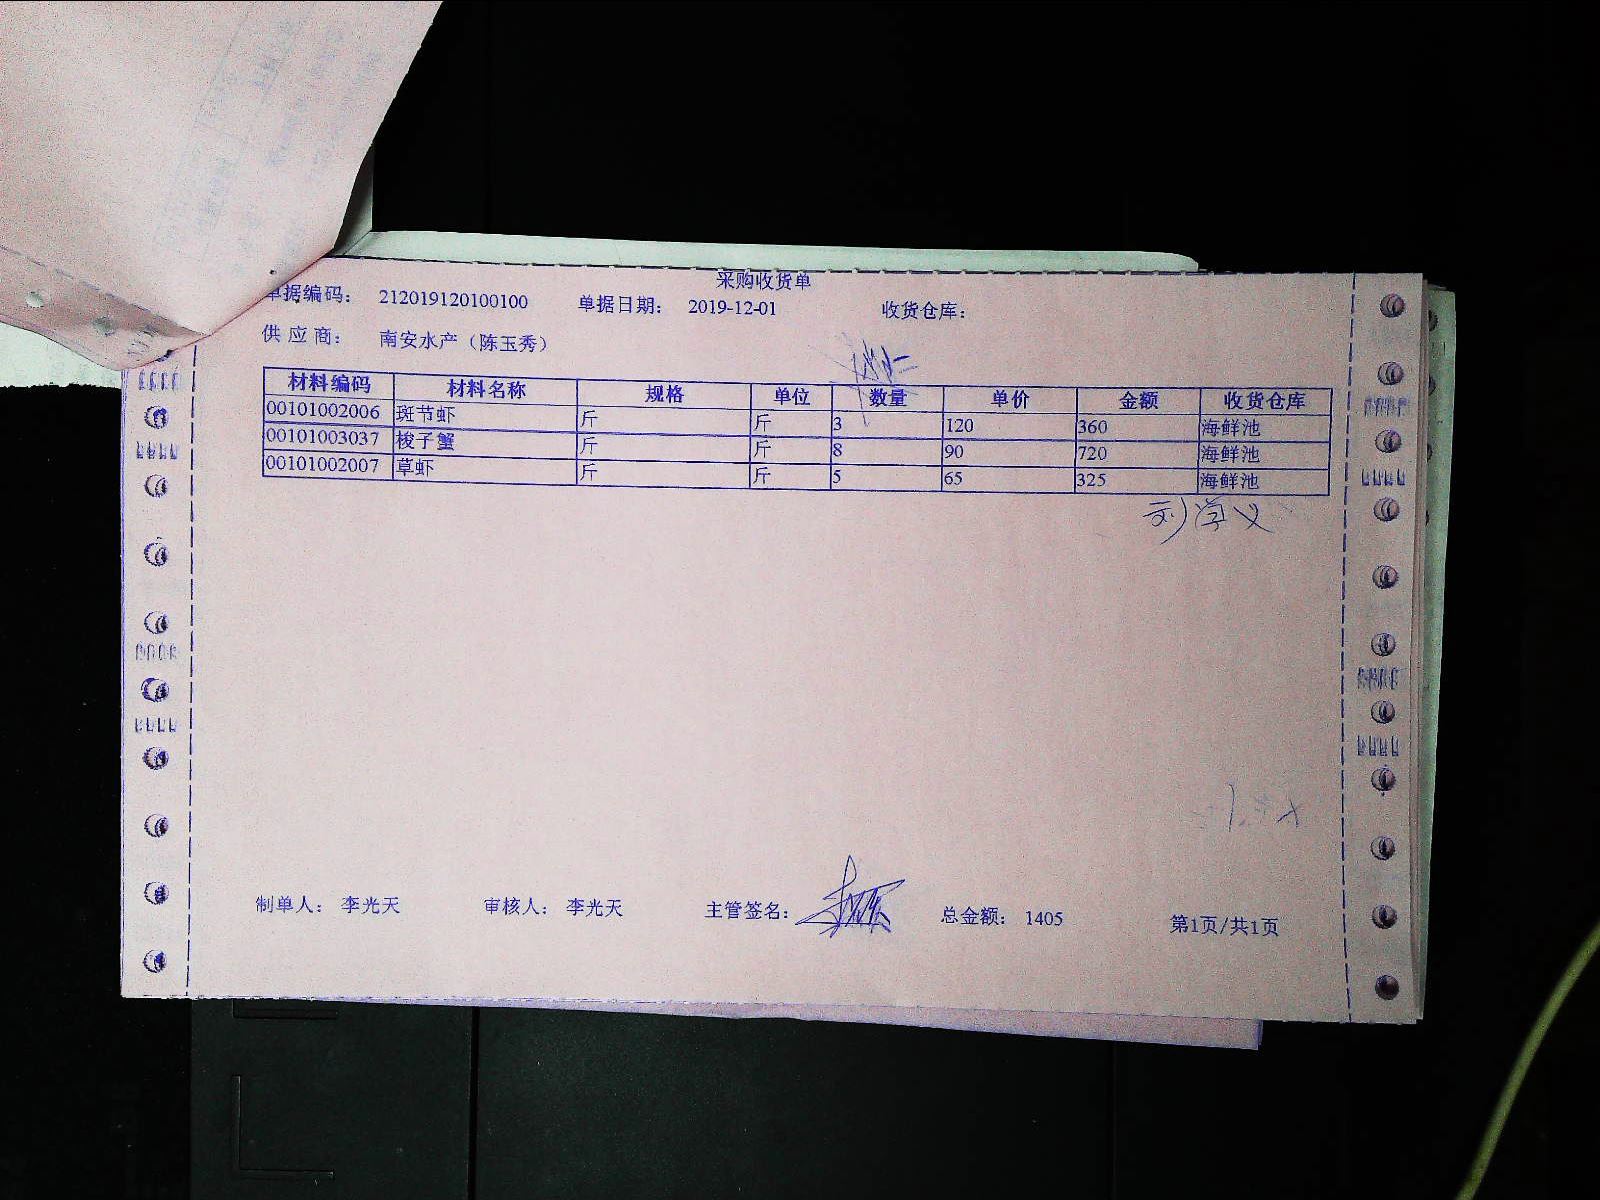 采购收货单
单据编码： 212019120100100 单据日期： 2019-12-01 收货仓库：
供 应 商： 南安水产（陈玉秀）
材料编码 材料名称 规格 单位 数量 单价 金额 收货仓库
00101002006 斑节虾 斤 斤 3 120 360 海鲜池
00101003037 梭子蟹 斤 斤 8 90 720 海鲜池
00101002007 草虾 斤 斤 5 65 325 海鲜池
刘学义
制单人： 李光天 审核人： 李光天 主管签名： 总金额： 1405 第1页/共1页